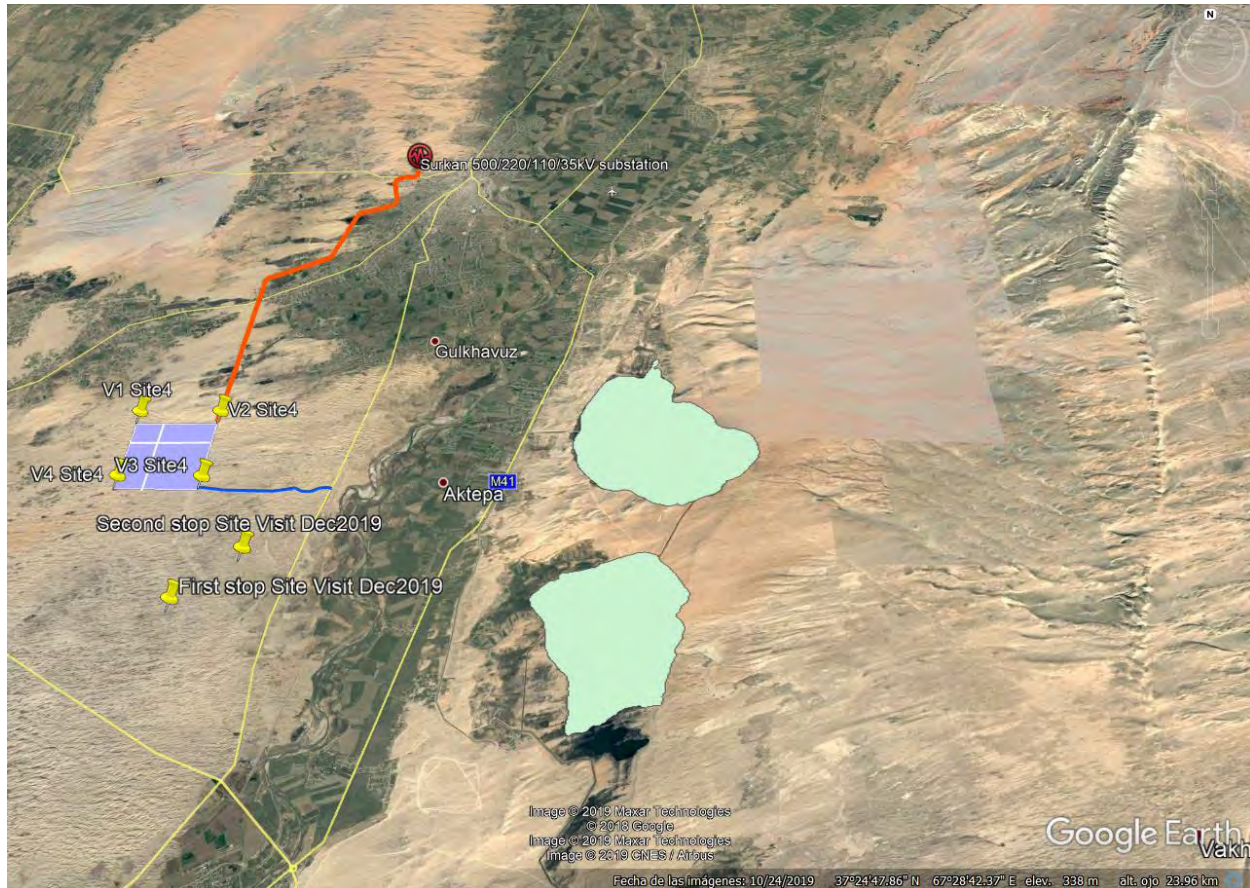 N
Surkan 500/220/110/35kV substation
Gulkhavuz
V1 Site4
V2 Site4
V4 Site4
V3 Site4
M41
Aktepa
Second stop Site Visit Dec2019
First stop Site Visit Dec2019
Image © 2019 Maxar Technologies
© 2018 Google
Image © 2019 Maxar Technologies
Image © 2019 CNES / Airbus
Google Earth
Vakh
Fecha de las imágenes: 10/24/2019 37°24'47.86" N 67°28'42.37" E elev. 338 m alt. ojo 23.96 km